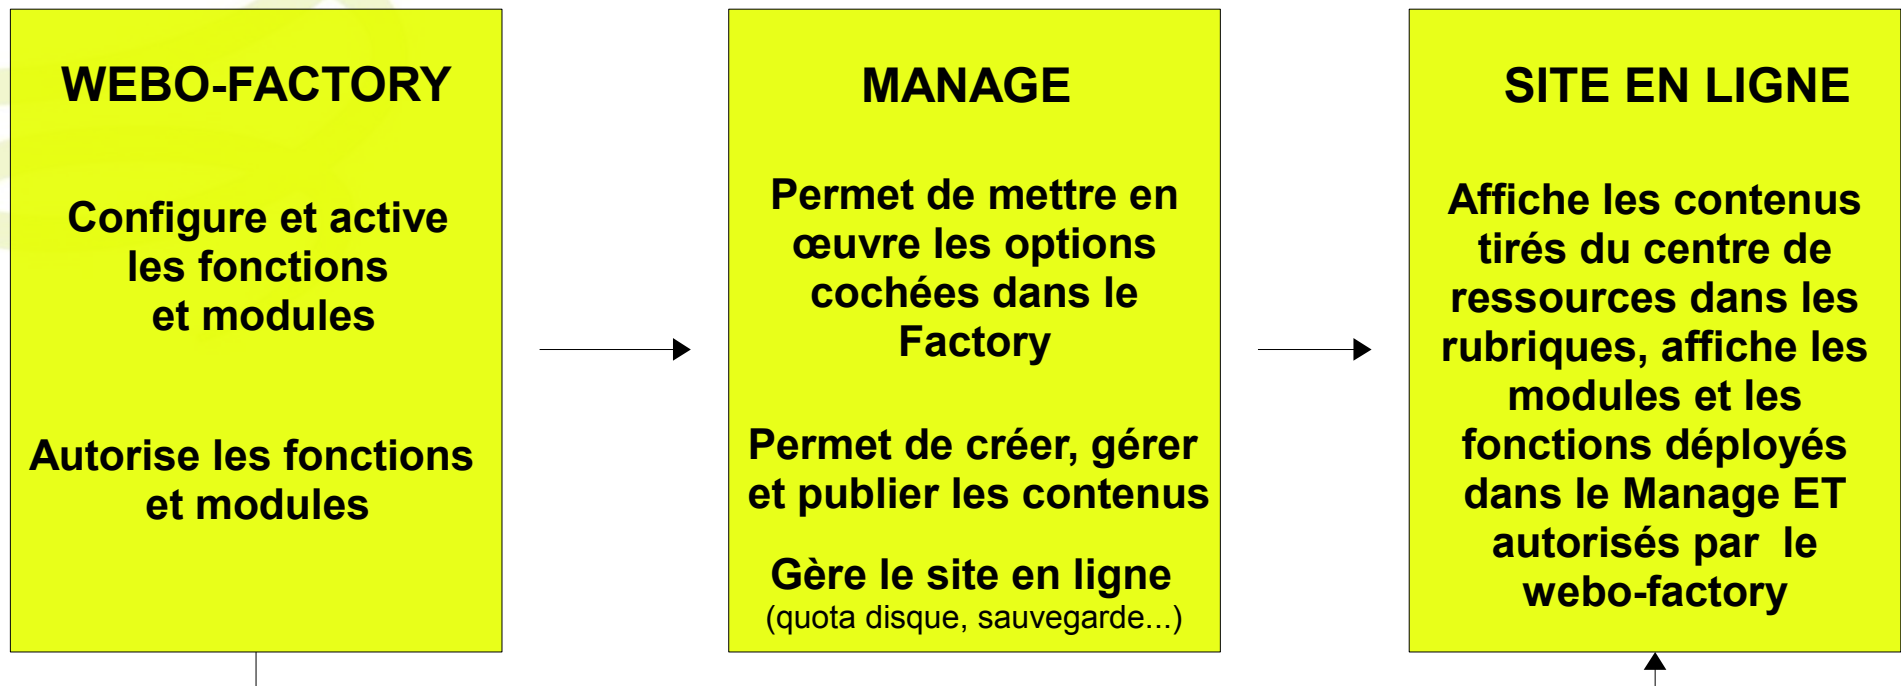 WEBO-FACTORY
Configure et active
les fonctions
et modules
Autorise les fonctions
et modules
MANAGE
Permet de mettre en
œuvre les options
cochées dans le
Factory
Permet de créer, gérer
et publier les contenus
Gère le site en ligne
(quota disque, sauvegarde...)
SITE EN LIGNE
Affiche les contenus
tirés du centre de
ressources dans les
rubriques, affiche les
modules et les
fonctions déployés
dans le Manage ET
autorisés par le
webo-factory